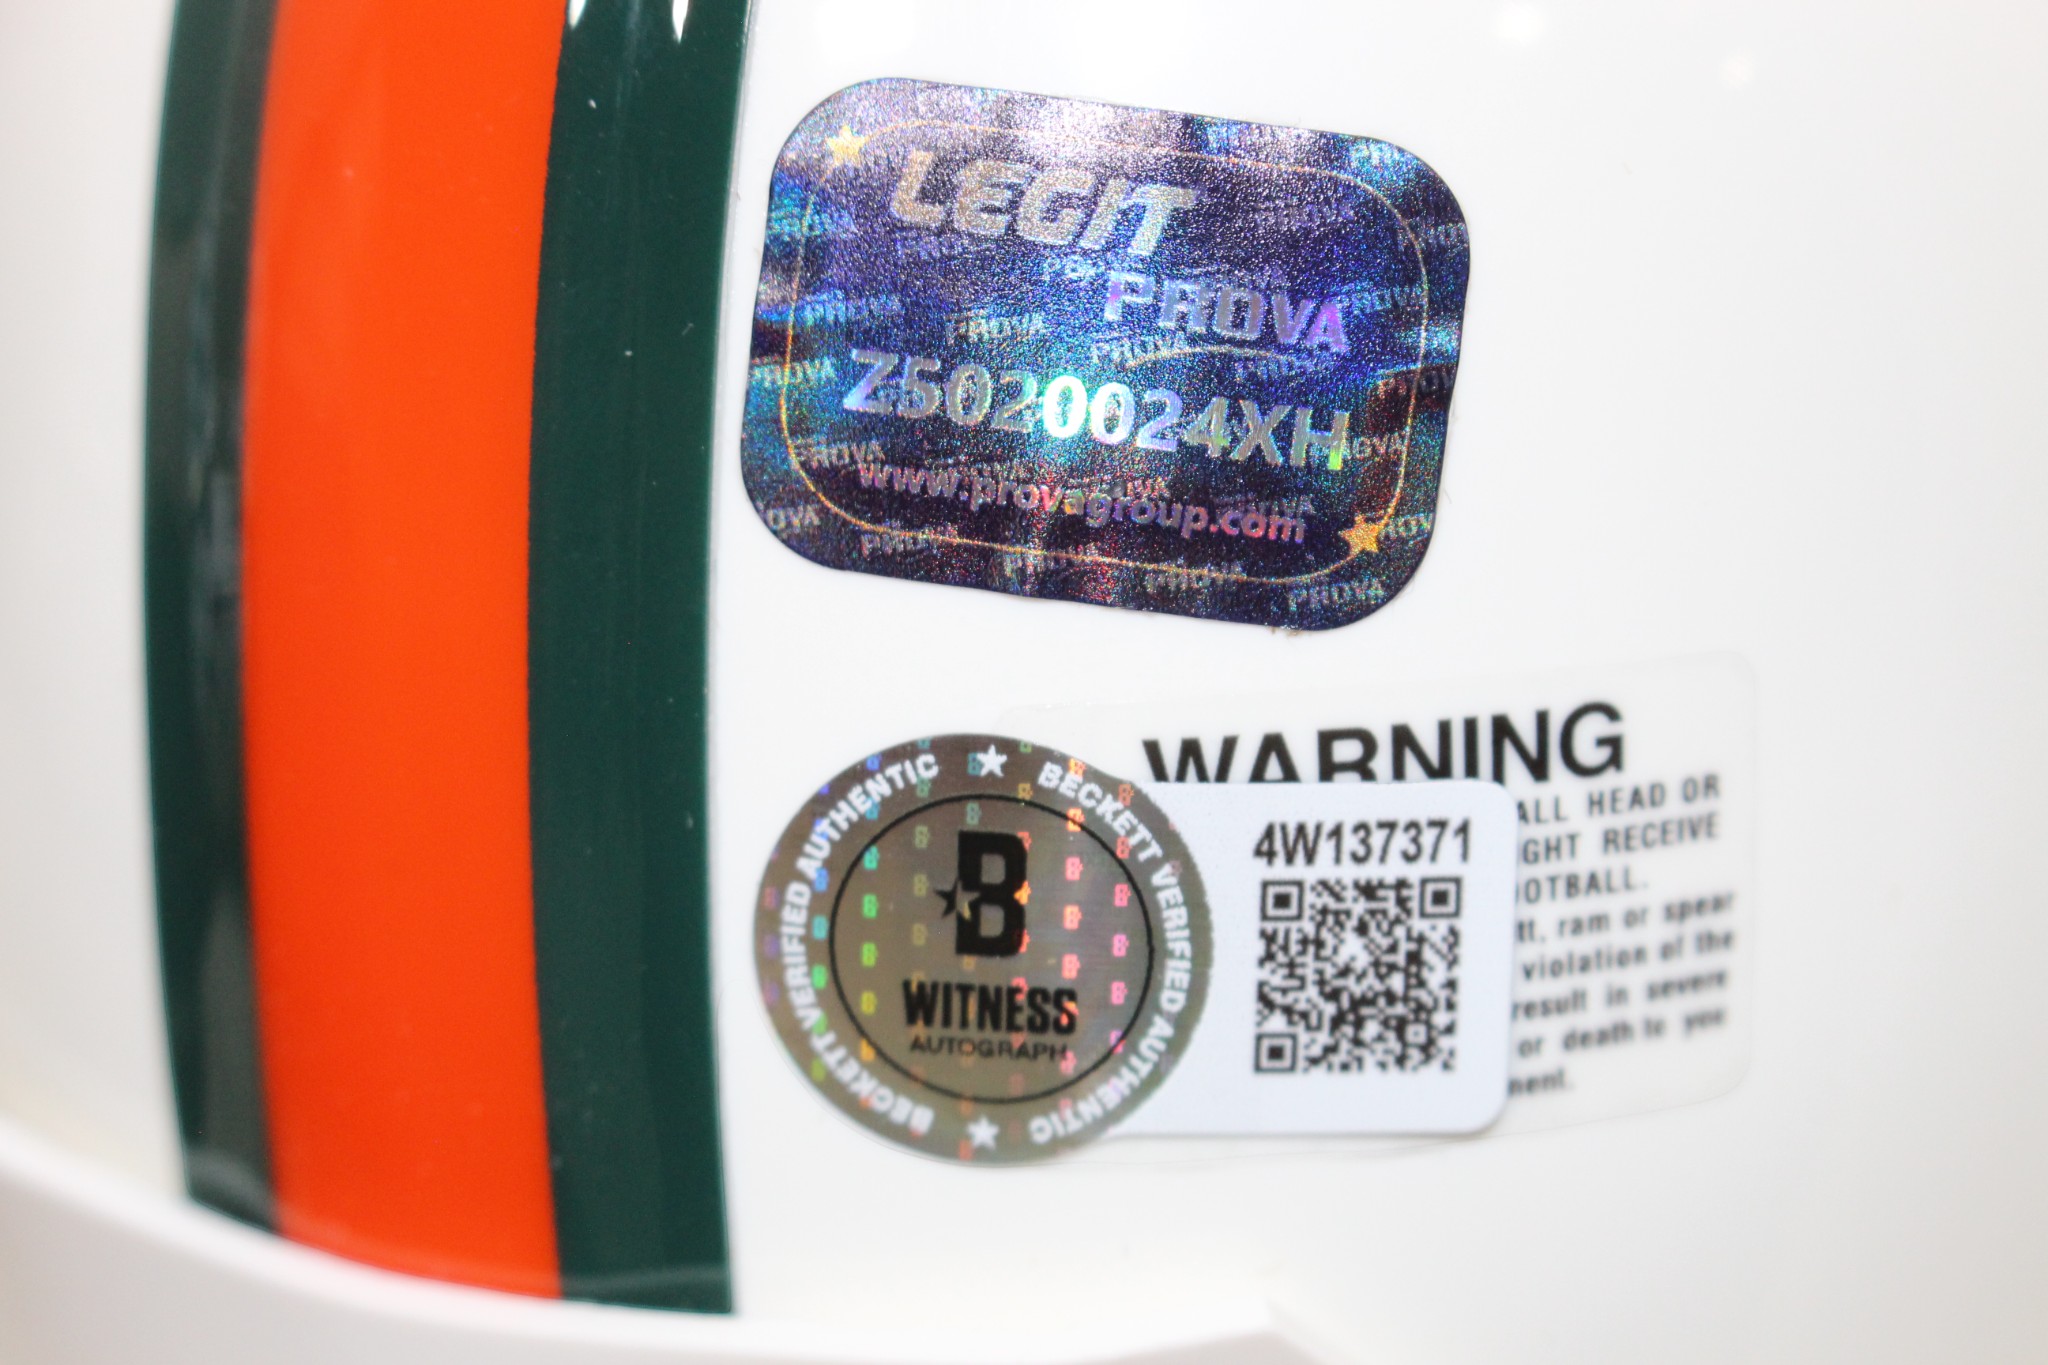 LEGIT
PROVA
Z5020024XH
www.provagroup.com
WARNING
ALL HEAD OR
GHT RECEIVE
OOTBALL.
tt, ram or spear
violation of the
result in severe
or death to you
ment.
BECKETT VERIFIED AUTHENTIC
BECKETT VERIFIED AUTHENTIC
B
WITNESS
AUTOGRAPH
4W137371